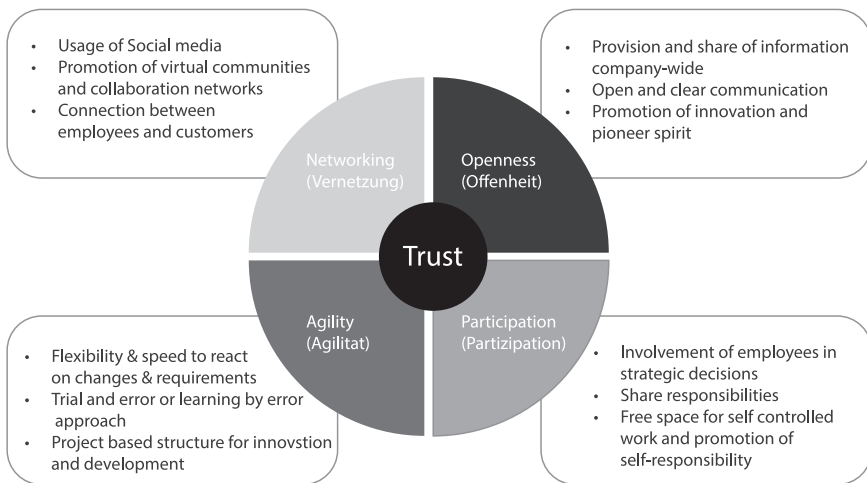 • Usage of Social media
• Promotion of virtual communities
and collaboration networks
• Connection between
employees and customers
• Provision and share of information
company-wide
• Open and clear communication
• Promotion of innovation and
pioneer spirit
Networking
(Vernetzung)
Openness
(Offenheit)
Trust
Agility
(Agilitat)
Participation
(Partizipation)
• Flexibility & speed to react
on changes & requirements
• Trial and error or learning by error
approach
• Project based structure for innovstion
and development
• Involvement of employees in
strategic decisions
• Share responsibilities
• Free space for self controlled
work and promotion of
self-responsibility